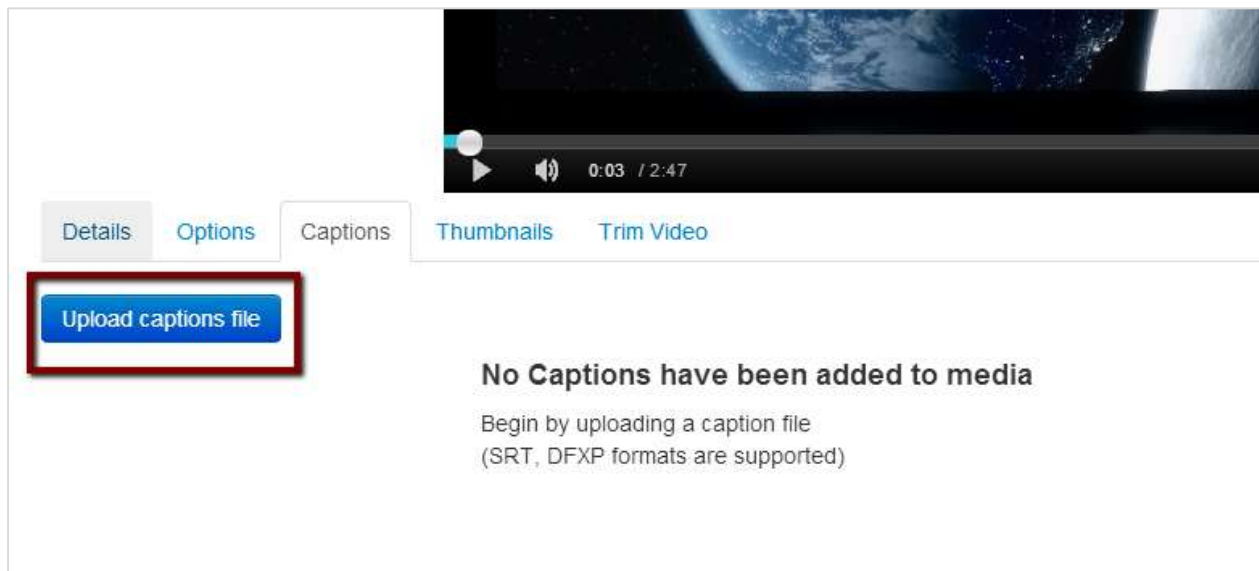 0:03 / 2:47
Details Options Captions Thumbnails Trim Video
Upload captions file
No Captions have been added to media
Begin by uploading a caption file
(SRT, DFXP formats are supported)